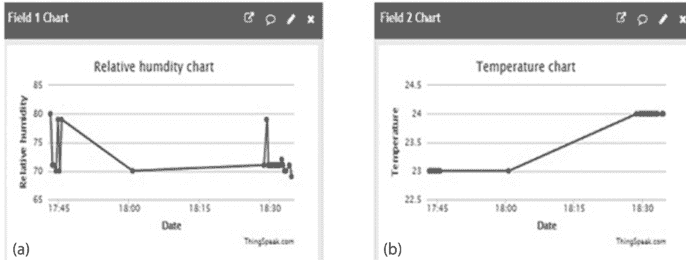 Field 1 Chart
Relative humdity chart
85
80
75
70
65
Relative humidity
17:45 18:00 18:15 18:30
Date
ThingSpeak.com
(a)
Field 2 Chart
Temperature chart
24.5
24
23.5
23
22.5
Temperature
17:45 18:00 18:15 18:30
Date
ThingSpeak.com
(b)